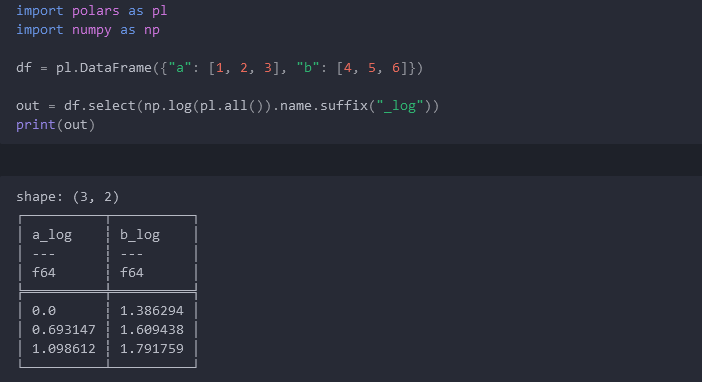 import polars as pl
import numpy as np
df = pl.DataFrame({"a": [1, 2, 3], "b": [4, 5, 6]})
out = df.select(np.log(pl.all()).name.suffix("_log"))
print(out)
shape: (3, 2)
a_log b_log
--- ---
f64 f64
0.0 1.386294
0.693147 1.609438
1.098612 1.791759